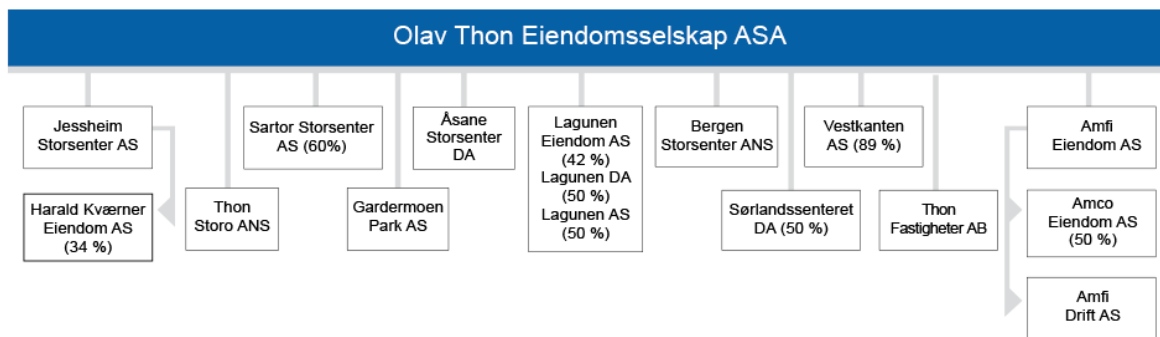 Olav Thon Eiendomsselskap ASA
Jessheim
Storsenter AS
Harald Kværner
Eiendom AS
(34 %)
Thon
Storo ANS
Sartor Storsenter
AS (60%)
Gardermoen
Park AS
Åsane
Storsenter
DA
Lagunen
Eiendom AS
(42 %)
Lagunen DA
(50 %)
Lagunen AS
(50 %)
Bergen
Storsenter ANS
Sørlandssenteret
DA (50 %)
Vestkanten
AS (89 %)
Thon
Fastigheter AB
Amfi
Eiendom AS
Amco
Eiendom AS
(50 %)
Amfi
Drift AS